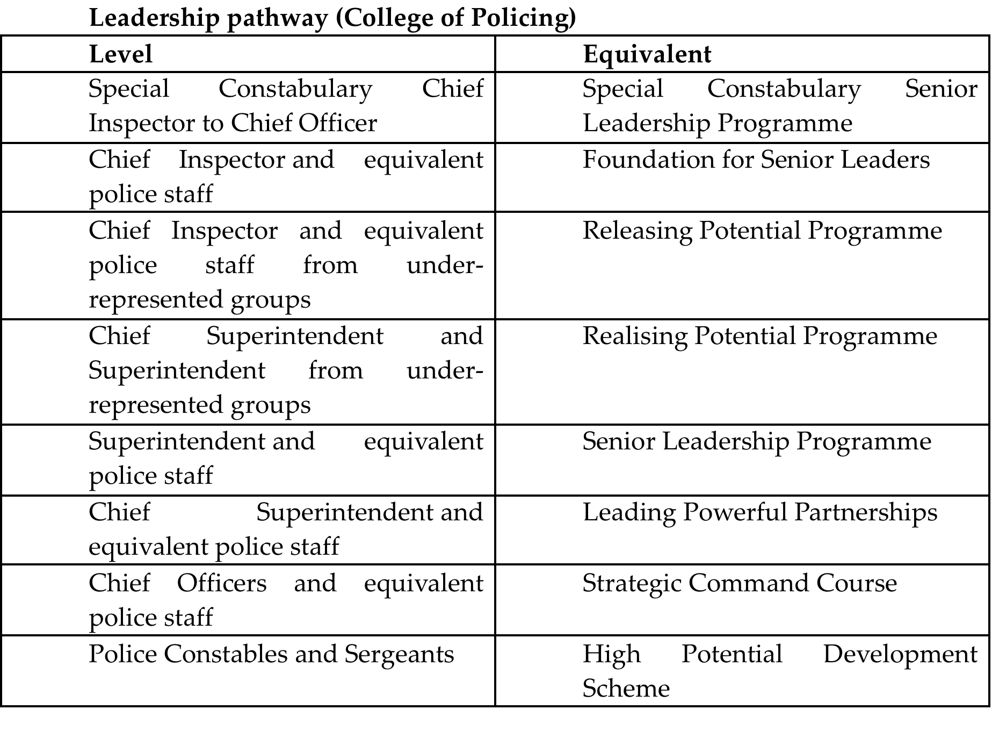 Leadership pathway (College of Policing)
Level
Equivalent
Special Constabulary Chief
Inspector to Chief Officer
Special Constabulary Senior
Leadership Programme
Chief Inspector and equivalent
police staff
Foundation for Senior Leaders
Chief Inspector and equivalent
police staff from under-
represented groups
Releasing Potential Programme
Chief Superintendent and
Superintendent from under-
represented groups
Realising Potential Programme
Superintendent and equivalent
police staff
Senior Leadership Programme
Chief Superintendent and
equivalent police staff
Leading Powerful Partnerships
Chief Officers and equivalent
police staff
Strategic Command Course
Police Constables and Sergeants
High Potential Development
Scheme